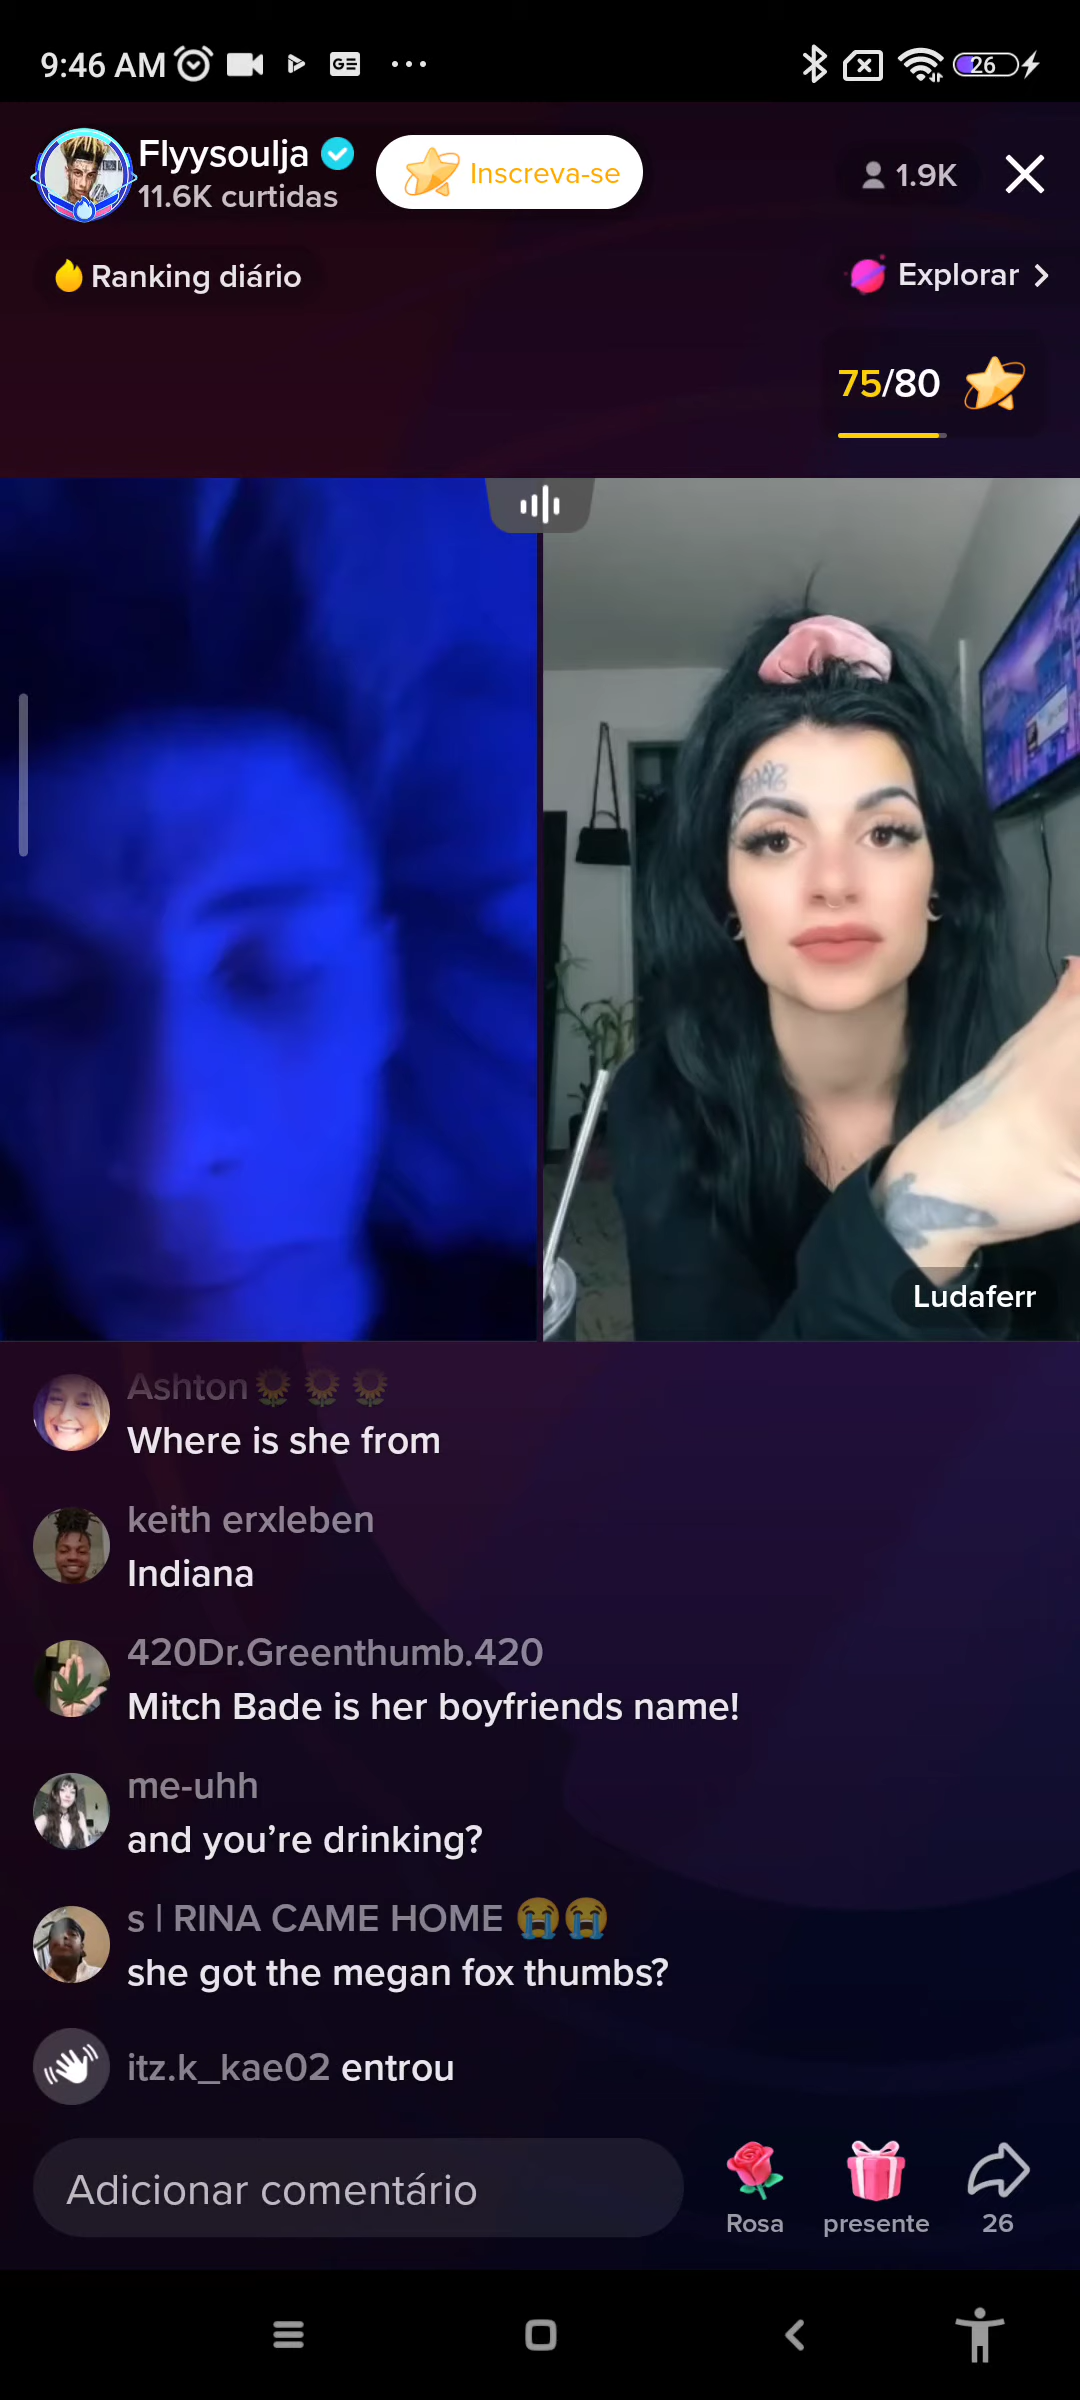 9:46 AM
26
Flyysoulja
11.6K curtidas
Inscreva-se
1.9K
Ranking diário
Explorar
75/80
Ludaferr
Ashton🌻🌻🌻
Where is she from
keith erxleben
Indiana
420Dr.Greenthumb.420
Mitch Bade is her boyfriends name!
me-uhh
and you’re drinking?
s | RINA CAME HOME 😭😭
she got the megan fox thumbs?
itz.k_kae02 entrou
Adicionar comentário
Rosa
presente
26